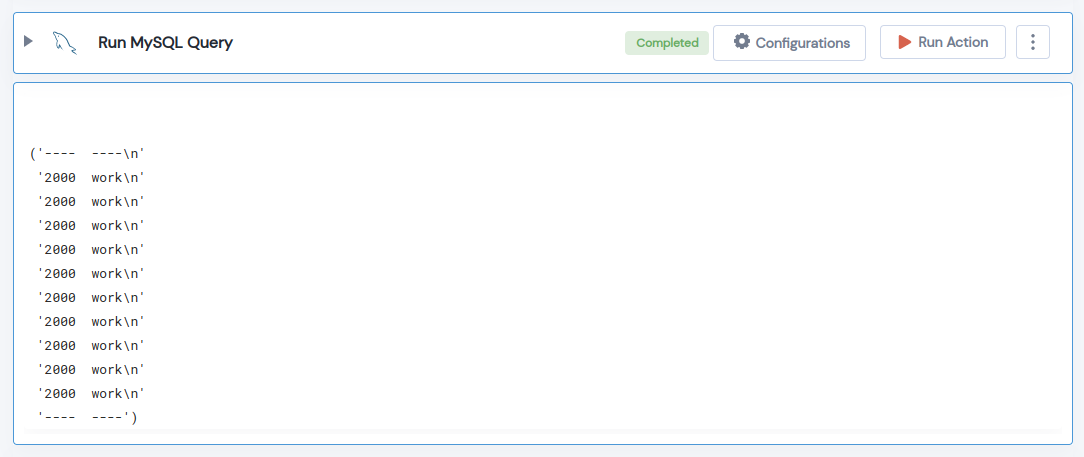 Run MySQL Query
Completed
Configurations
Run Action
('----  ----\n'
'2000  work\n'
'2000  work\n'
'2000  work\n'
'2000  work\n'
'2000  work\n'
'2000  work\n'
'2000  work\n'
'2000  work\n'
'2000  work\n'
'2000  work\n'
'----  ----')